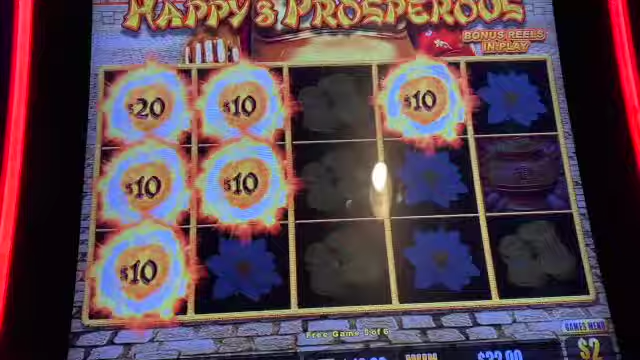 HAPPY & PROSPEROUS
BONUS REELS
IN PLAY
$20
$10
$10
$10
$10
$10
Free Game 5 of 6
GAMES MENU
$33.00
$2